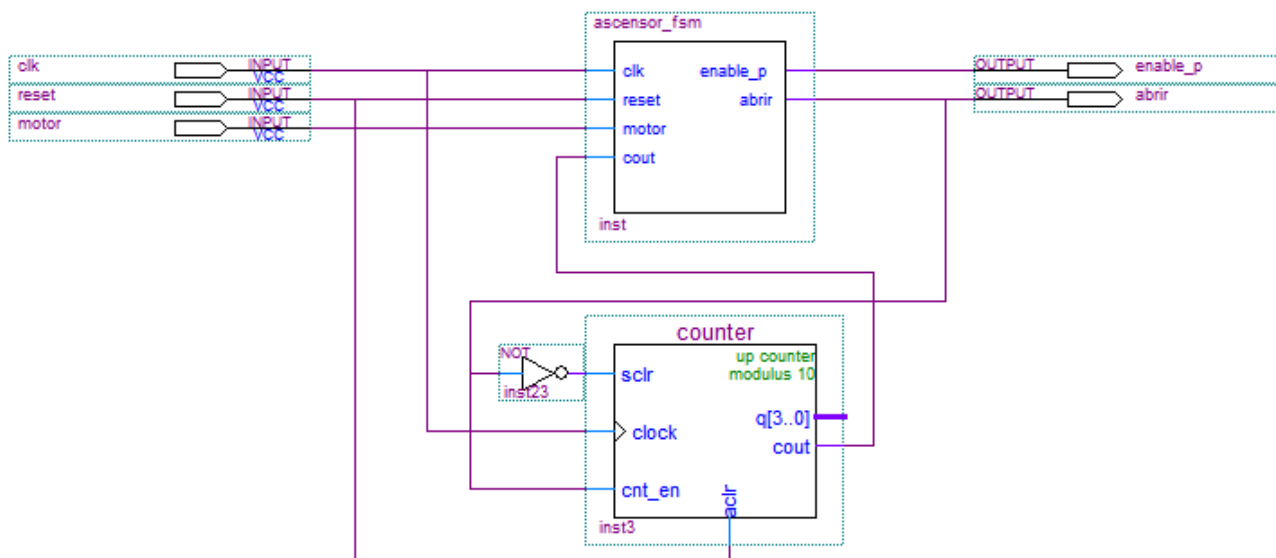 ascensor_fsm
clk INPUT VCC
reset INPUT VCC
motor INPUT VCC
clk enable_p
reset abrir
motor
cout
inst
OUTPUT enable_p
OUTPUT abrir
counter
up counter
modulus 10
NOT
inst23
sclr
q[3..0]
clock
cout
cnt_en
aclr
inst3